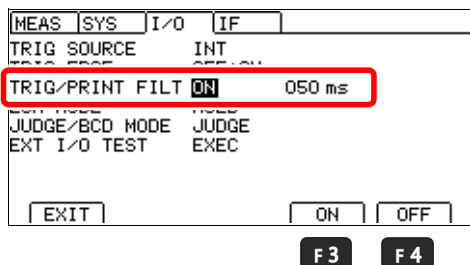 MEAS SYS I/O IF
TRIG SOURCE INT
TRIG/PRINT FILT ON 050 ms
JUDGE/BCD MODE JUDGE
EXT I/O TEST EXEC
EXIT ON OFF
F3 F4